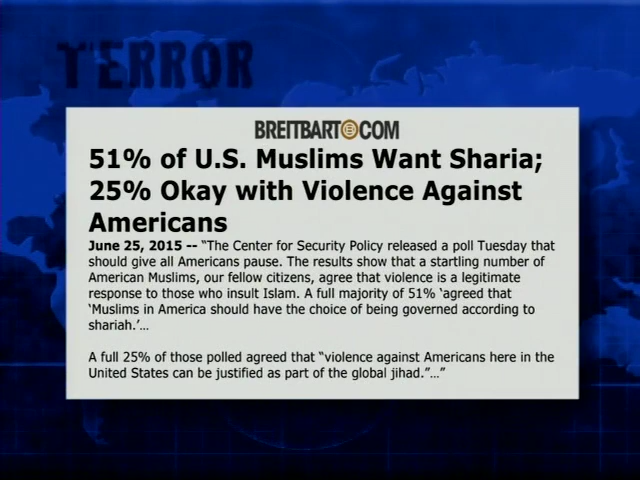 TERROR
BREITBART.COM
51% of U.S. Muslims Want Sharia;
25% Okay with Violence Against
Americans
June 25, 2015 -- “The Center for Security Policy released a poll Tuesday that
should give all Americans pause. The results show that a startling number of
American Muslims, our fellow citizens, agree that violence is a legitimate
response to those who insult Islam. A full majority of 51% ‘agreed that
‘Muslims in America should have the choice of being governed according to
shariah.’…
A full 25% of those polled agreed that “violence against Americans here in the
United States can be justified as part of the global jihad.”…”